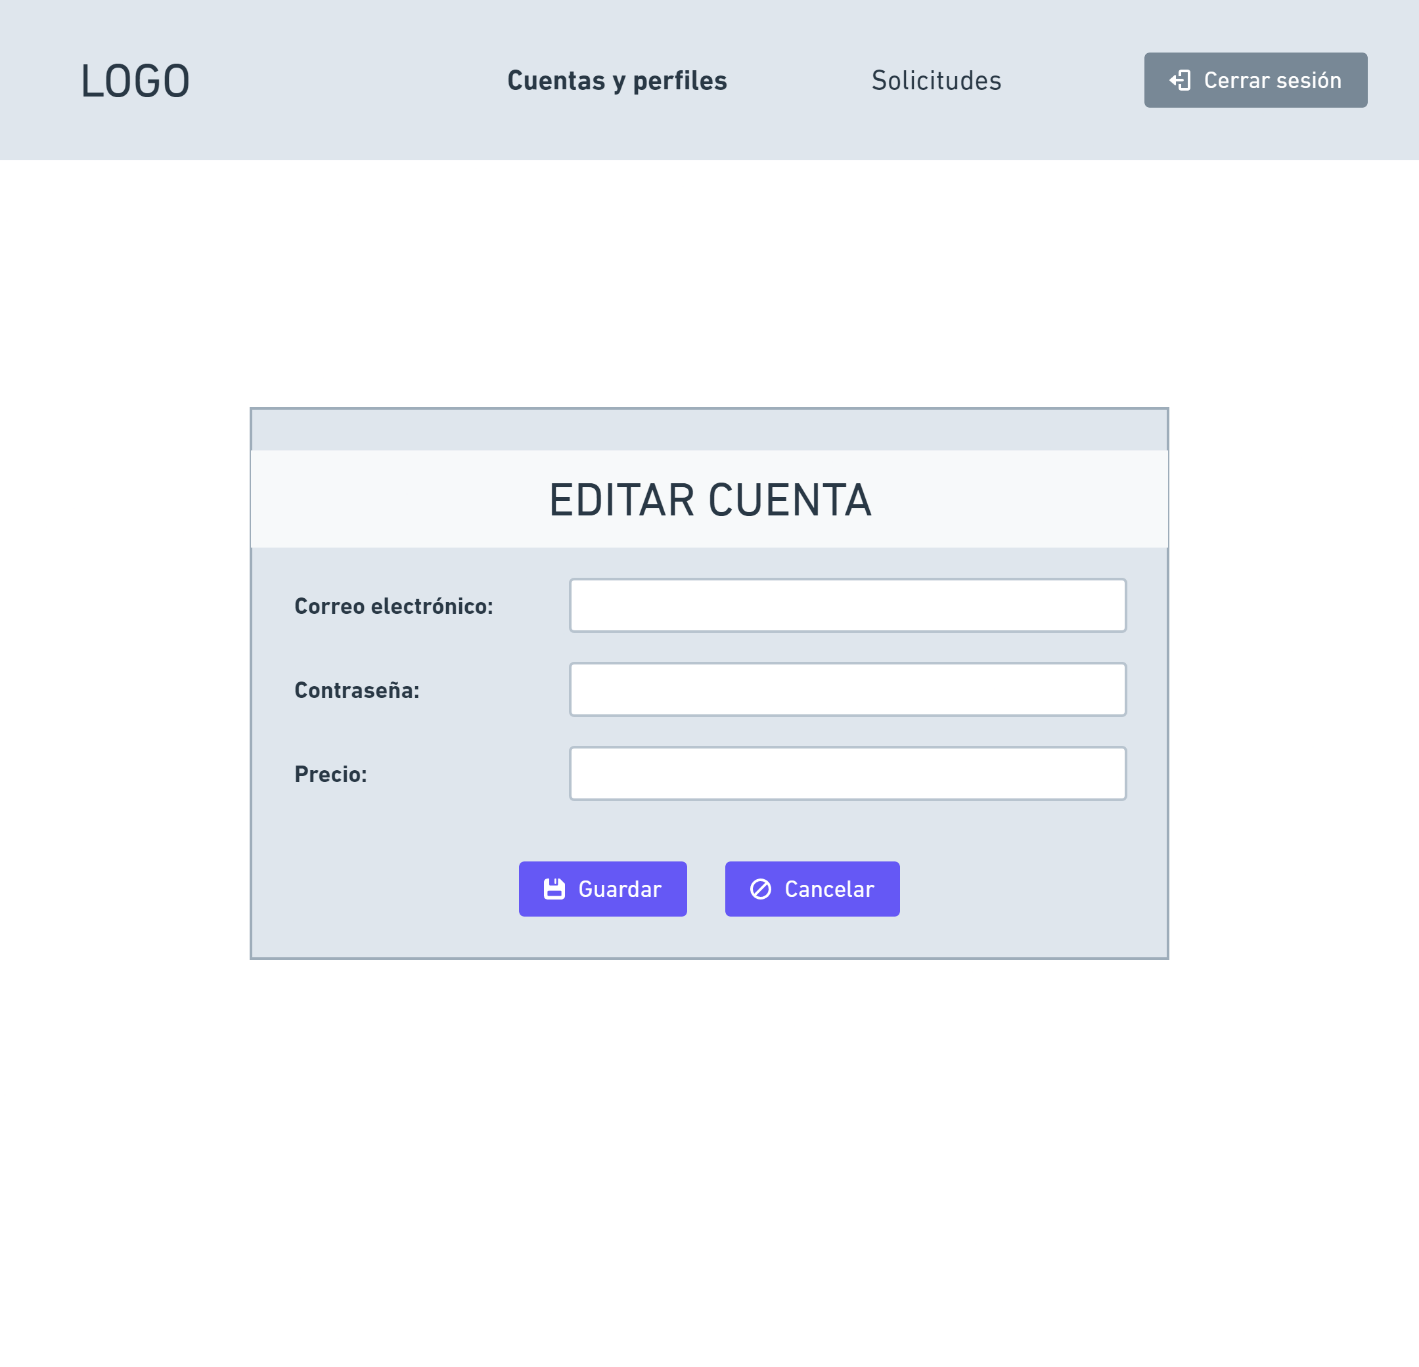 LOGO
Cuentas y perfiles
Solicitudes
Cerrar sesión
EDITAR CUENTA
Correo electrónico:
Contraseña:
Precio:
Guardar
Cancelar